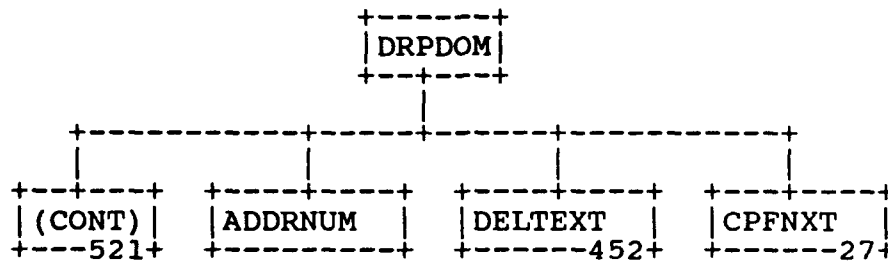 DRPDOM
(CONT) ADDRNUM DELTEXT CPFNXT
521 452 27